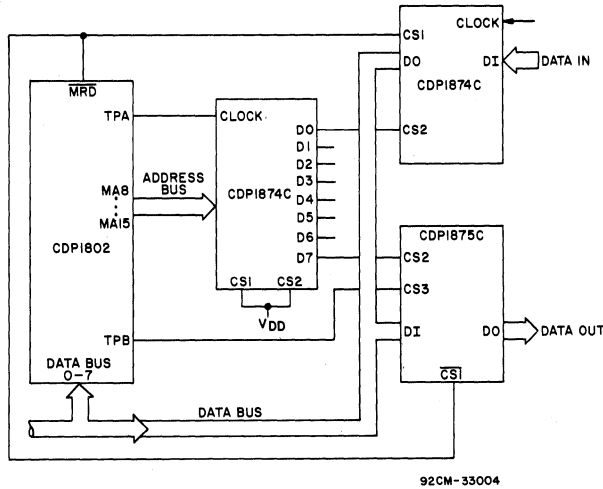 CS1
CLOCK
DO
DI
DATA IN
CDP1874C
CS2
MRD
TPA
CLOCK
DO
D1
D2
D3
D4
D5
D6
D7
ADDRESS
BUS
MA8
MA15
CDP1874C
CDP1802
CS1 CS2
VDD
TPB
DATA BUS
0-7
DATA BUS
CDP1875C
CS2
CS3
DI
DO
DATA OUT
CS1
92CM-33004